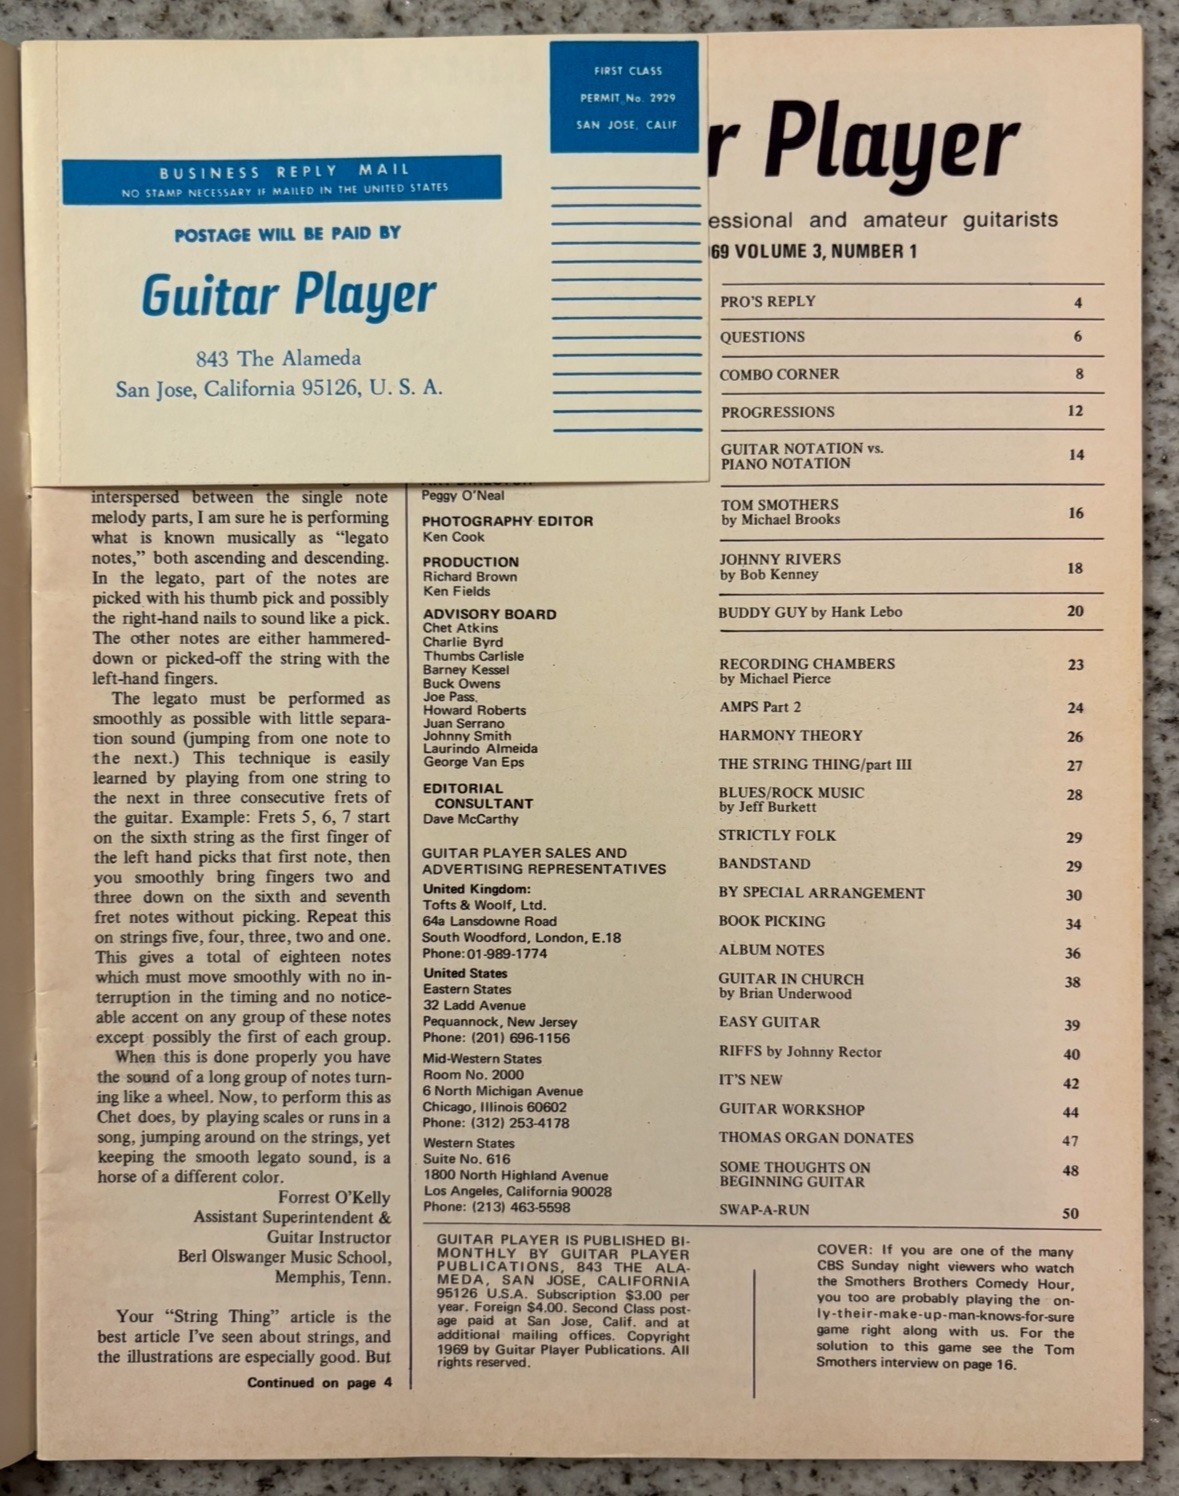 FIRST CLASS
PERMIT No. 2929
SAN JOSE, CALIF
BUSINESS REPLY MAIL
NO STAMP NECESSARY IF MAILED IN THE UNITED STATES
POSTAGE WILL BE PAID BY
Guitar Player
843 The Alameda
San Jose, California 95126, U. S. A.
interspersed between the single note
melody parts, I am sure he is performing
what is known musically as “legato
notes,” both ascending and descending.
In the legato, part of the notes are
picked with his thumb pick and possibly
the right-hand nails to sound like a pick.
The other notes are either hammered-
down or picked-off the string with the
left-hand fingers.
The legato must be performed as
smoothly as possible with little separa-
tion sound (jumping from one note to
the next.) This technique is easily
learned by playing from one string to
the next in three consecutive frets of
the guitar. Example: Frets 5, 6, 7 start
on the sixth string as the first finger of
the left hand picks that first note, then
you smoothly bring fingers two and
three down on the sixth and seventh
fret notes without picking. Repeat this
on strings five, four, three, two and one.
This gives a total of eighteen notes
which must move smoothly with no in-
terruption in the timing and no notice-
able accent on any group of these notes
except possibly the first of each group.
When this is done properly you have
the sound of a long group of notes turn-
ing like a wheel. Now, to perform this as
Chet does, by playing scales or runs in a
song, jumping around on the strings, yet
keeping the smooth legato sound, is a
horse of a different color.
Forrest O’Kelly
Assistant Superintendent &
Guitar Instructor
Berl Olswanger Music School,
Memphis, Tenn.
Your “String Thing” article is the
best article I’ve seen about strings, and
the illustrations are especially good. But
Continued on page 4
Peggy O’Neal
PHOTOGRAPHY EDITOR
Ken Cook
PRODUCTION
Richard Brown
Ken Fields
ADVISORY BOARD
Chet Atkins
Charlie Byrd
Thumbs Carlisle
Barney Kessel
Buck Owens
Joe Pass
Howard Roberts
Juan Serrano
Johnny Smith
Laurindo Almeida
George Van Eps
EDITORIAL
CONSULTANT
Dave McCarthy
GUITAR PLAYER SALES AND
ADVERTISING REPRESENTATIVES
United Kingdom:
Tofts & Woolf, Ltd.
64a Lansdowne Road
South Woodford, London, E.18
Phone: 01-989-1774
United States
Eastern States
32 Ladd Avenue
Pequannock, New Jersey
Phone: (201) 696-1156
Mid-Western States
Room No. 2000
6 North Michigan Avenue
Chicago, Illinois 60602
Phone: (312) 253-4178
Western States
Suite No. 616
1800 North Highland Avenue
Los Angeles, California 90028
Phone: (213) 463-5598
GUITAR PLAYER IS PUBLISHED BI-
MONTHLY BY GUITAR PLAYER
PUBLICATIONS, 843 THE ALA-
MEDA, SAN JOSE, CALIFORNIA
95126 U.S.A. Subscription $3.00 per
year. Foreign $4.00. Second Class post-
age paid at San Jose, Calif. and at
additional mailing offices. Copyright
1969 by Guitar Player Publications. All
rights reserved.
r Player
essional and amateur guitarists
69 VOLUME 3, NUMBER 1
PRO’S REPLY 4
QUESTIONS 6
COMBO CORNER 8
PROGRESSIONS 12
GUITAR NOTATION vs.
PIANO NOTATION 14
TOM SMOTHERS
by Michael Brooks 16
JOHNNY RIVERS
by Bob Kenney 18
BUDDY GUY by Hank Lebo 20
RECORDING CHAMBERS 23
by Michael Pierce
AMPS Part 2 24
HARMONY THEORY 26
THE STRING THING/part III 27
BLUES/ROCK MUSIC 28
by Jeff Burkett
STRICTLY FOLK 29
BANDSTAND 29
BY SPECIAL ARRANGEMENT 30
BOOK PICKING 34
ALBUM NOTES 36
GUITAR IN CHURCH 38
by Brian Underwood
EASY GUITAR 39
RIFFS by Johnny Rector 40
IT’S NEW 42
GUITAR WORKSHOP 44
THOMAS ORGAN DONATES 47
SOME THOUGHTS ON 48
BEGINNING GUITAR
SWAP-A-RUN 50
COVER: If you are one of the many
CBS Sunday night viewers who watch
the Smothers Brothers Comedy Hour,
you too are probably playing the on-
ly-their-make-up-man-knows-for-sure
game right along with us. For the
solution to this game see the Tom
Smothers interview on page 16.